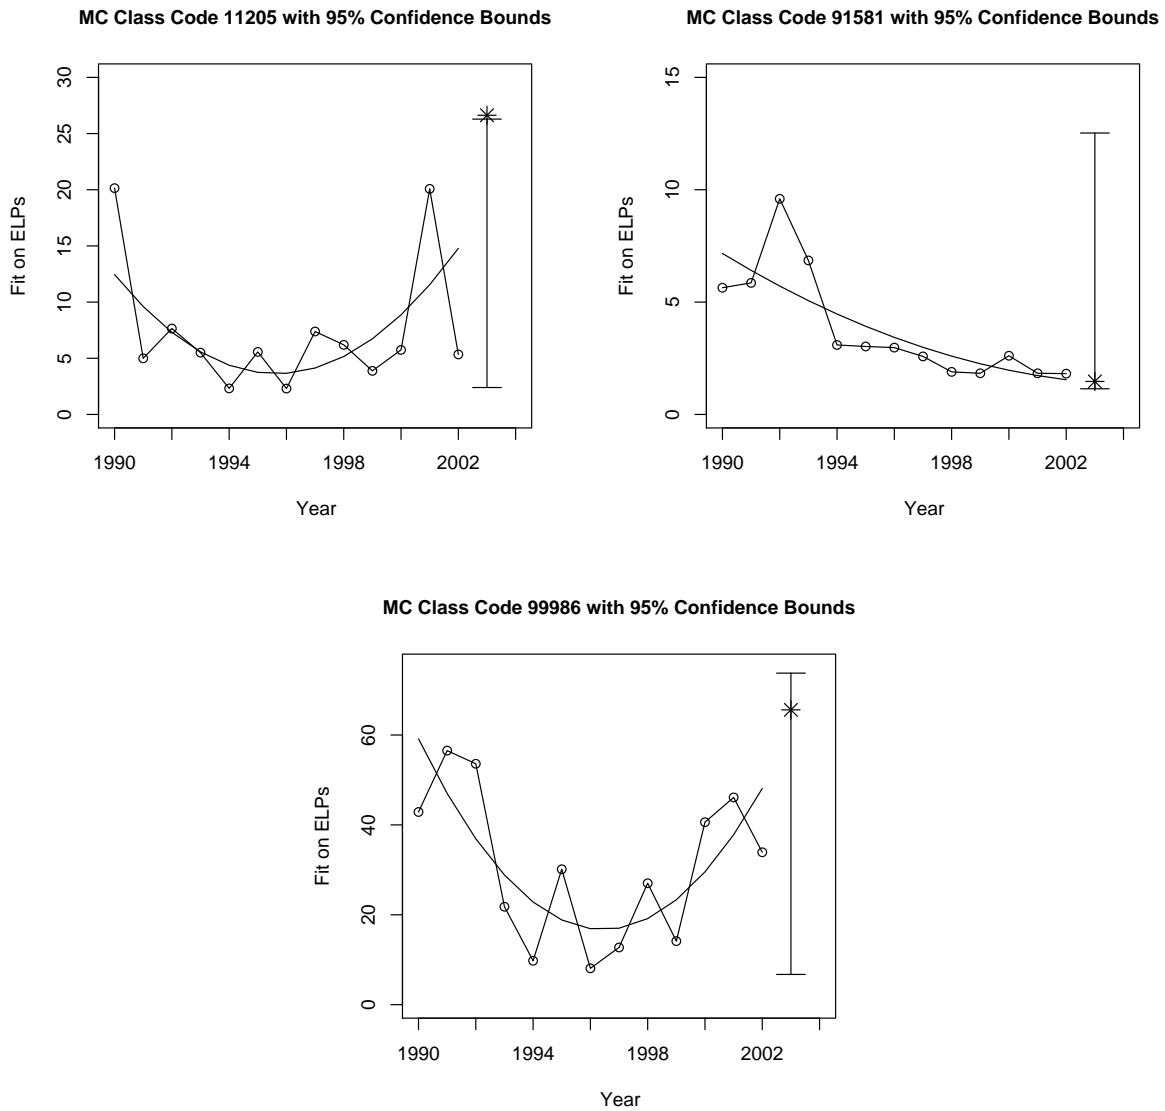 MC Class Code 11205 with 95% Confidence Bounds
30
25
20
15
10
5
0
Fit on ELPs
1990 1994 1998 2002
Year
MC Class Code 91581 with 95% Confidence Bounds
15
10
5
0
Fit on ELPs
1990 1994 1998 2002
Year
MC Class Code 99986 with 95% Confidence Bounds
60
40
20
0
Fit on ELPs
1990 1994 1998 2002
Year